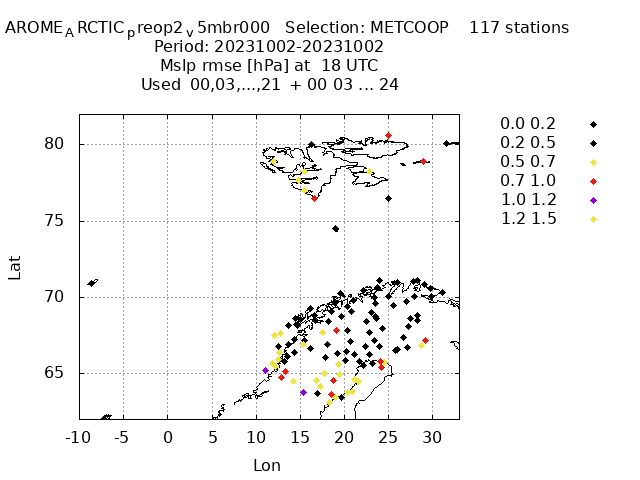 AROME_A RCTIC_p reop2_v 5mbr000 Selection: METCOOP 117 stations
Period: 20231002-20231002
Mslp rmse [hPa] at 18 UTC
Used 00,03,...,21 + 00 03 ... 24
80
75
70
65
-10 -5 0 5 10 15 20 25 30
Lat
Lon
0.0 0.2
0.2 0.5
0.5 0.7
0.7 1.0
1.0 1.2
1.2 1.5